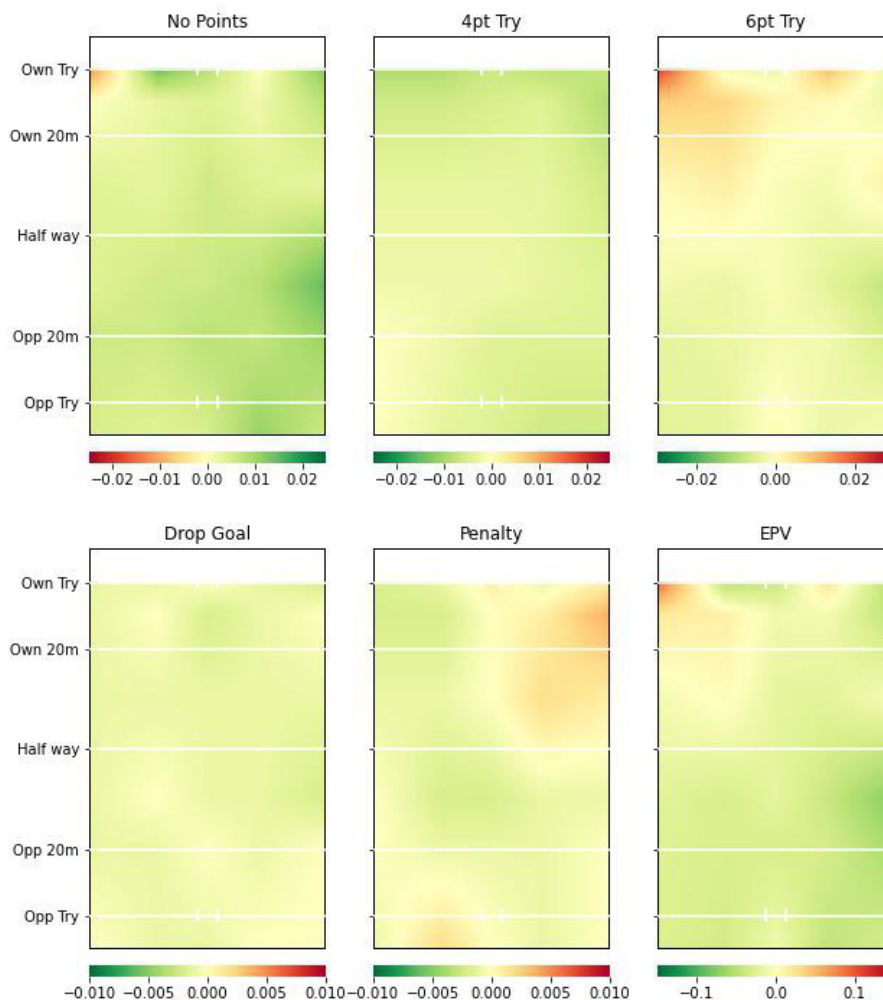 No Points 4pt Try 6pt Try
Own Try
Own 20m
Half way
Opp 20m
Opp Try
−0.02 −0.01 0.00 0.01 0.02 −0.02 −0.01 0.00 0.01 0.02 −0.02 0.00 0.02
Drop Goal Penalty EPV
Own Try
Own 20m
Half way
Opp 20m
Opp Try
−0.010 −0.005 0.000 0.005 0.010 −0.010 −0.005 0.000 0.005 0.010 −0.1 0.0 0.1